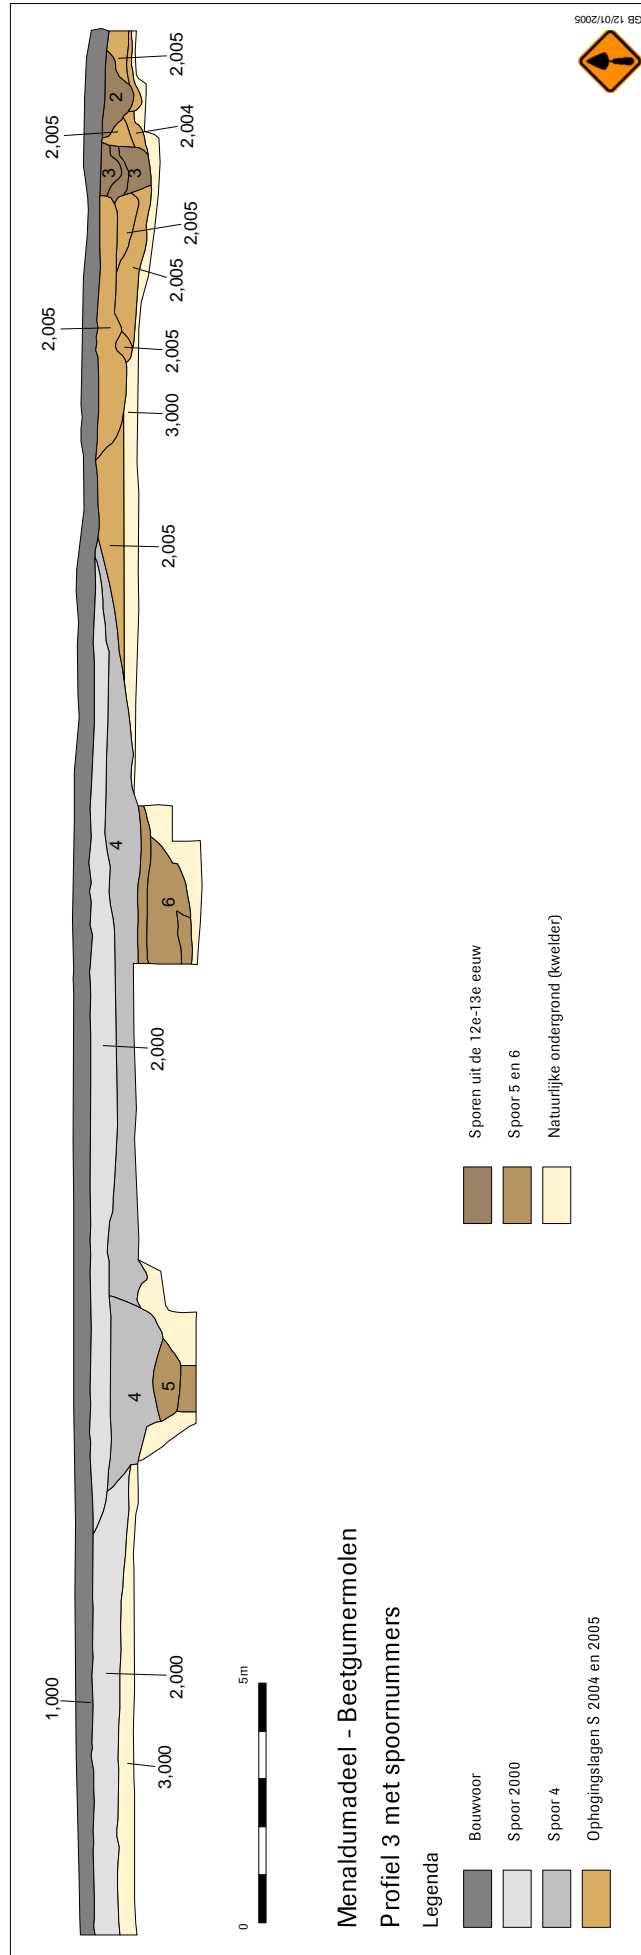 1,000
2,000
3,000
4
5
2,000
4
6
2,005
3,000
2,005
2,005
2,005
2,005
3
3
2,005
2,004
2
2,005
0
5m
Menaldumadeel - Beetgumermolen
Profiel 3 met spoornummers
Legenda
Bouwvoor
Spoor 2000
Spoor 4
Ophogingslagen S 2004 en 2005
Sporen uit de 12e-13e eeuw
Spoor 5 en 6
Natuurlijke ondergrond (kwelder)
GB 12/01/2005